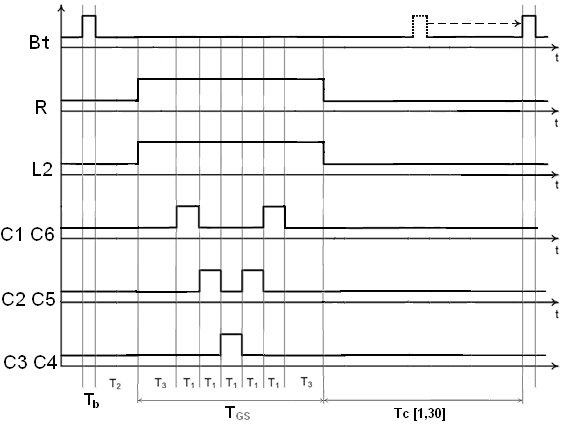 Bt
t
R
t
L2
t
C1 C6
t
C2 C5
t
C3 C4
T2 T3 T1 T1 T1 T1 T1 T3
Tb TGS Tc [1,30]